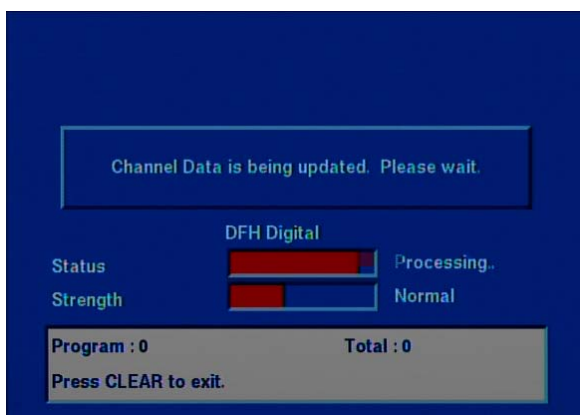 Channel Data is being updated. Please wait.
DFH Digital
Status Processing..
Strength Normal
Program : 0 Total : 0
Press CLEAR to exit.